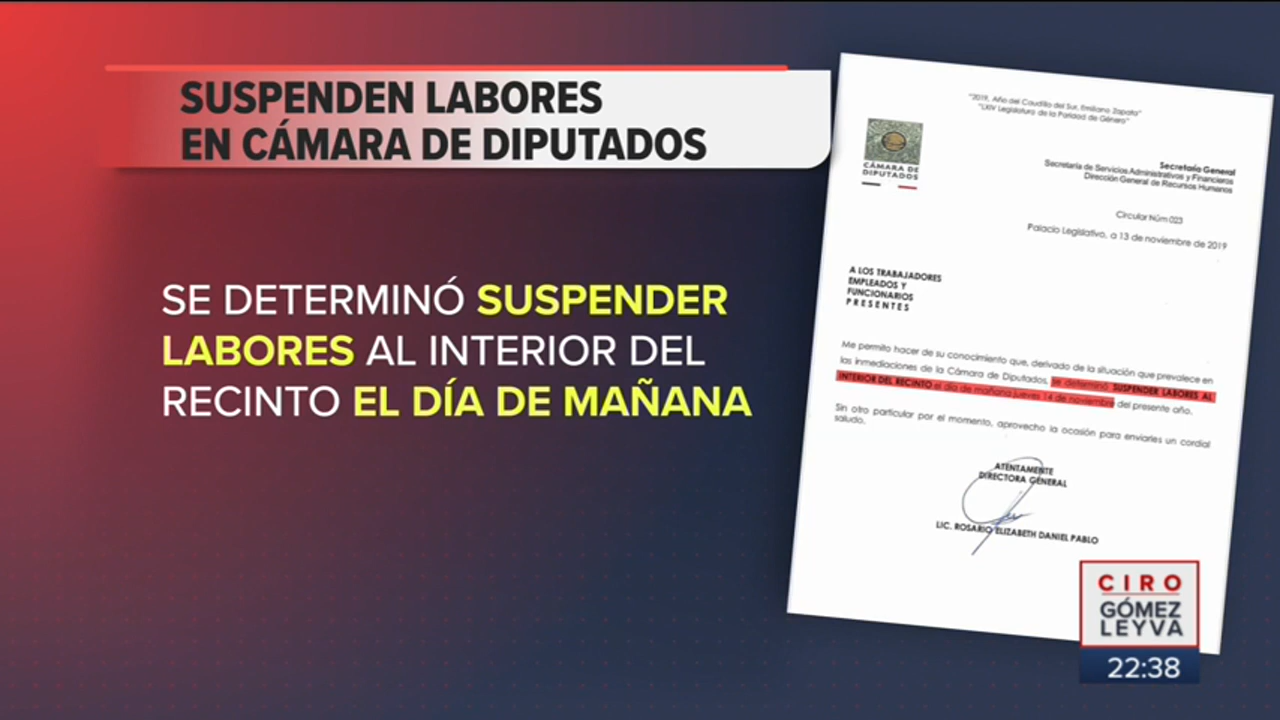 SUSPENDEN LABORES
EN CÁMARA DE DIPUTADOS
SE DETERMINÓ SUSPENDER
LABORES AL INTERIOR DEL
RECINTO EL DÍA DE MAÑANA
"2019, Año del Caudillo del Sur, Emiliano Zapata"
"LXIV Legislatura de la Paridad de Género"
CÁMARA DE
DIPUTADOS
Secretaría General
Secretaría de Servicios Administrativos y Financieros
Dirección General de Recursos Humanos
Circular Núm 023
Palacio Legislativo, a 13 de noviembre de 2019
A LOS TRABAJADORES
EMPLEADOS Y
FUNCIONARIOS
PRESENTES
Me permito hacer de su conocimiento que, derivado de la situación que prevalece en
las inmediaciones de la Cámara de Diputados, se determinó SUSPENDER LABORES AL
INTERIOR DEL RECINTO el día de mañana jueves 14 de noviembre del presente año.
Sin otro particular por el momento, aprovecho la ocasión para enviarles un cordial
saludo.
ATENTAMENTE
DIRECTORA GENERAL
LIC. ROSARIO ELIZABETH DANIEL PABLO
CIRO
GÓMEZ
LEYVA
22:38